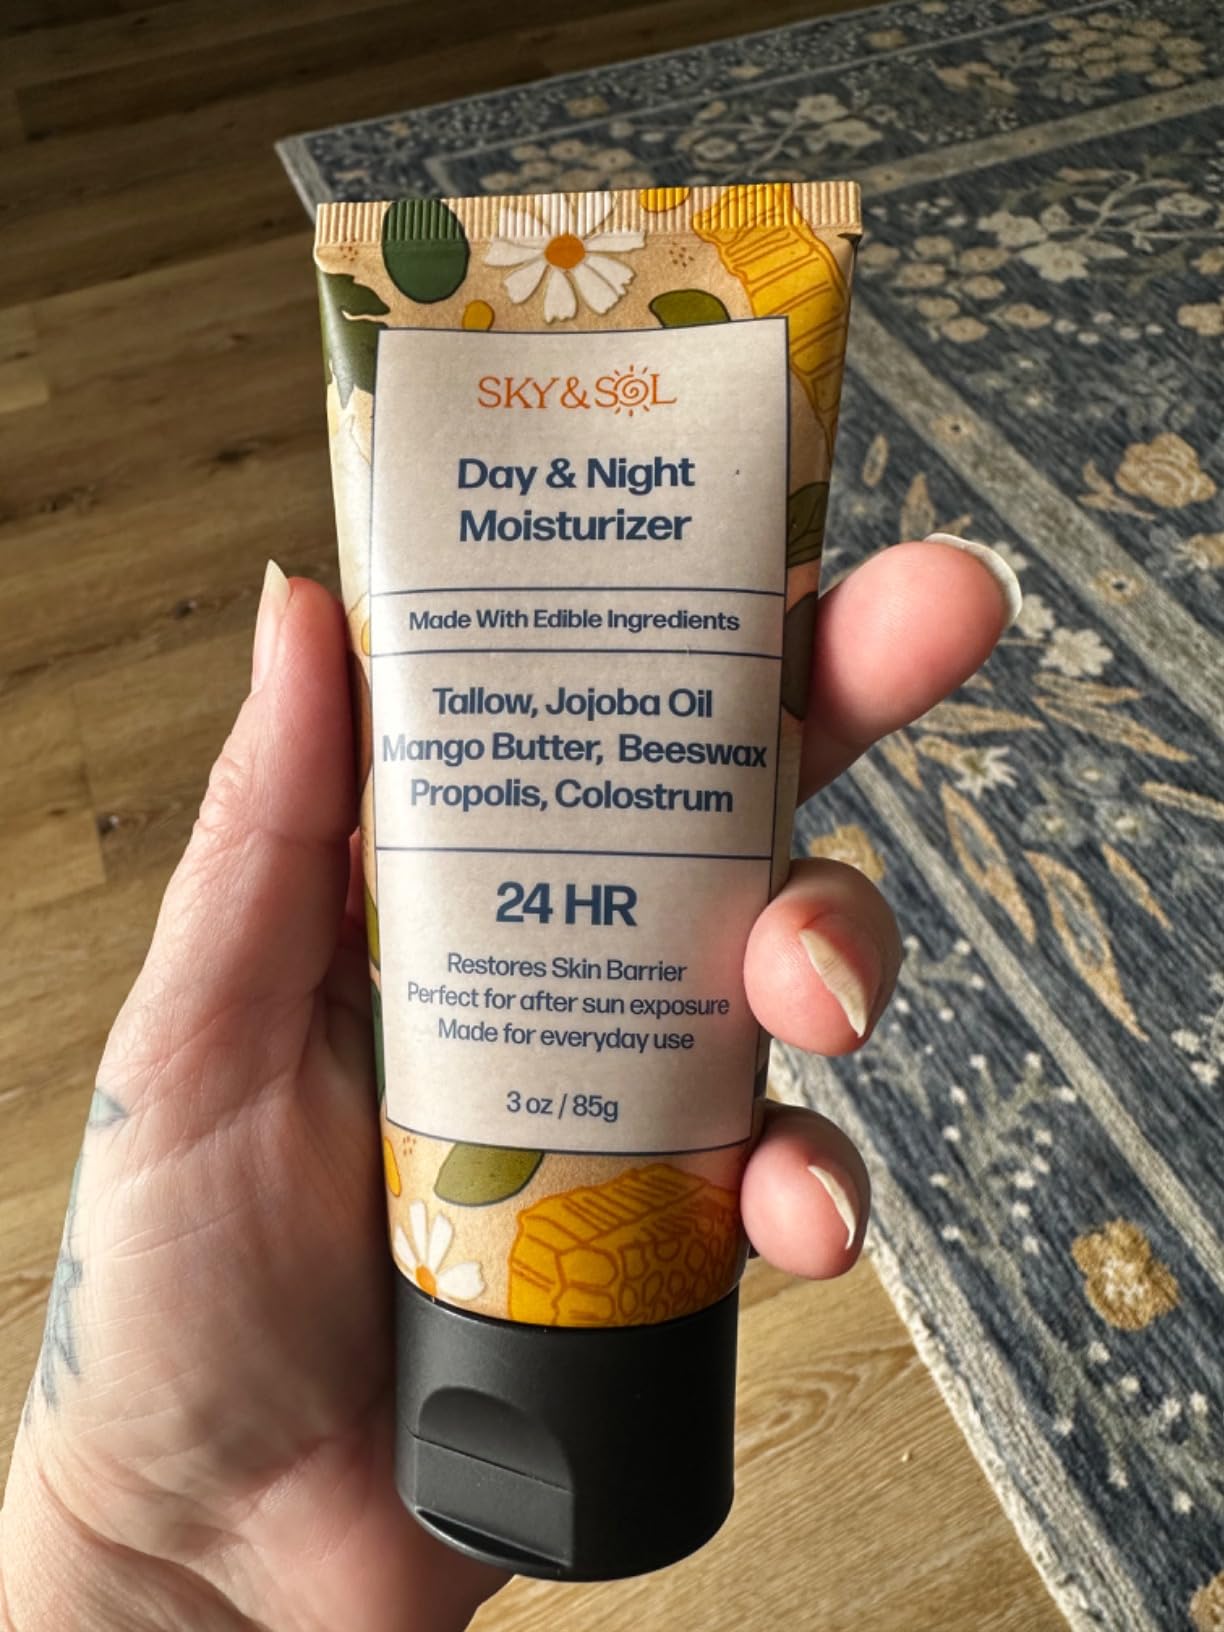 SKY & SOL
Day & Night
Moisturizer
Made With Edible Ingredients
Tallow, Jojoba Oil
Mango Butter, Beeswax
Propolis, Colostrum
24 HR
Restores Skin Barrier
Perfect for after sun exposure
Made for everyday use
3 oz / 85g